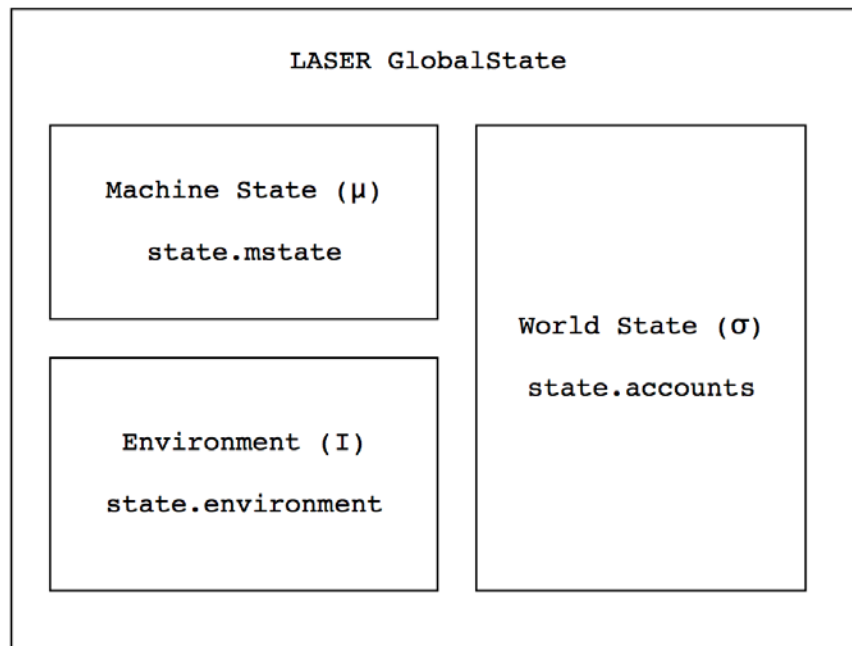 LASER GlobalState
Machine State (μ)
state.mstate
Environment (I)
state.environment
World State (σ)
state.accounts